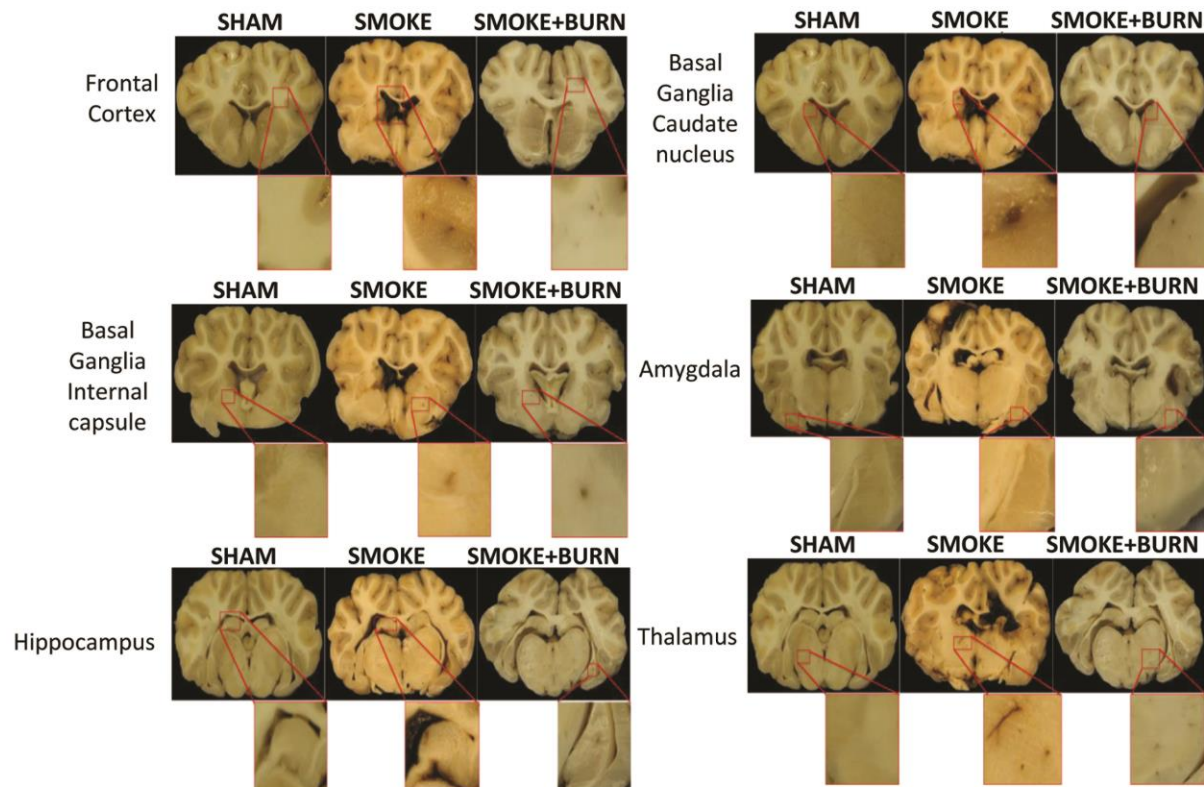 SHAM SMOKE SMOKE+BURN
Frontal
Cortex
SHAM SMOKE SMOKE+BURN
Basal
Ganglia
Caudate
nucleus
SHAM SMOKE SMOKE+BURN
Basal
Ganglia
Internal
capsule
SHAM SMOKE SMOKE+BURN
Amygdala
SHAM SMOKE SMOKE+BURN
Hippocampus
SHAM SMOKE SMOKE+BURN
Thalamus